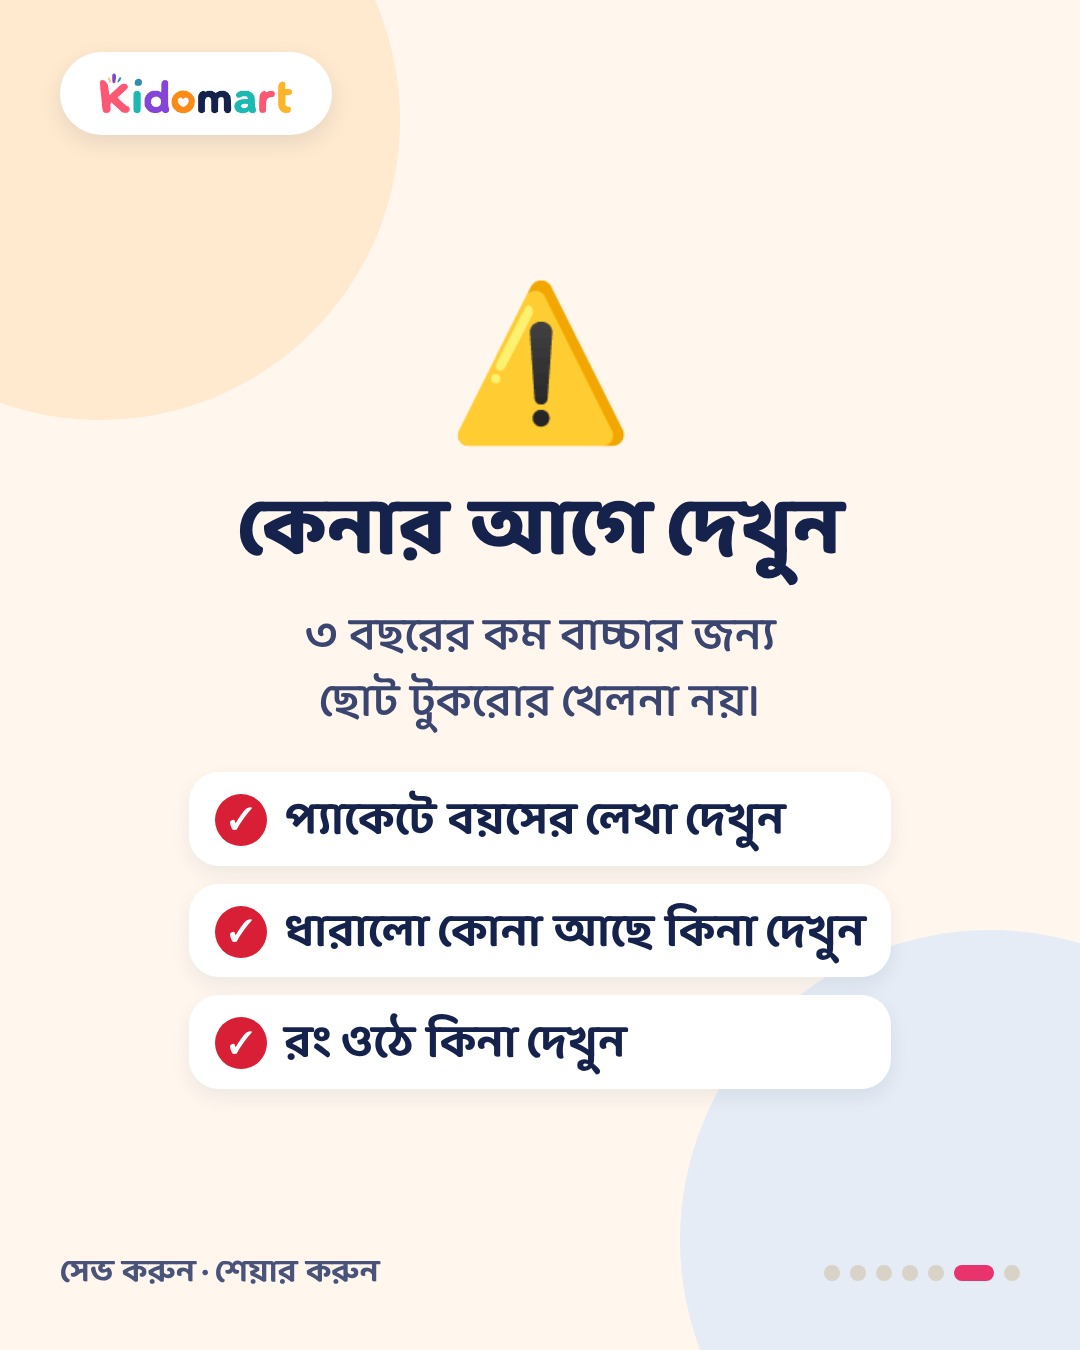 Kidomart
কেনার আগে দেখুন
৩ বছরের কম বাচ্চার জন্য
ছোট টুকরোর খেলনা নয়।
প্যাকেটে বয়সের লেখা দেখুন
ধারালো কোনা আছে কিনা দেখুন
রং ওঠে কিনা দেখুন
সেভ করুন · শেয়ার করুন